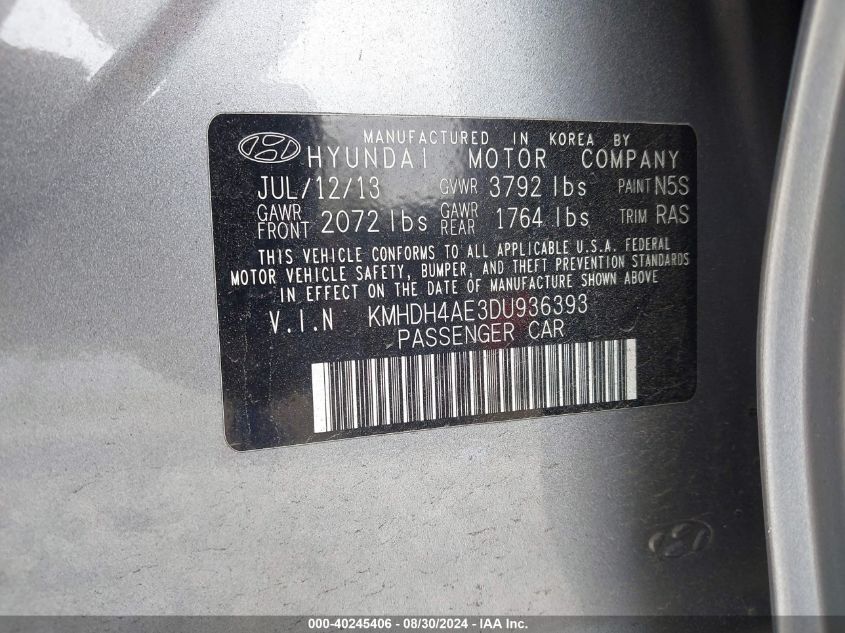 MANUFACTURED IN KOREA BY
HYUNDAI MOTOR COMPANY
JUL/12/13 GVWR 3792 lbs PAINT N5S
GAWR FRONT 2072 lbs GAWR REAR 1764 lbs TRIM RAS
THIS VEHICLE CONFORMS TO ALL APPLICABLE U.S.A. FEDERAL
MOTOR VEHICLE SAFETY, BUMPER, AND THEFT PREVENTION STANDARDS
IN EFFECT ON THE DATE OF MANUFACTURE SHOWN ABOVE
V.I.N KMHDH4AE3DU936393
PASSENGER CAR
000-40245406 - 08/30/2024 - IAA Inc.